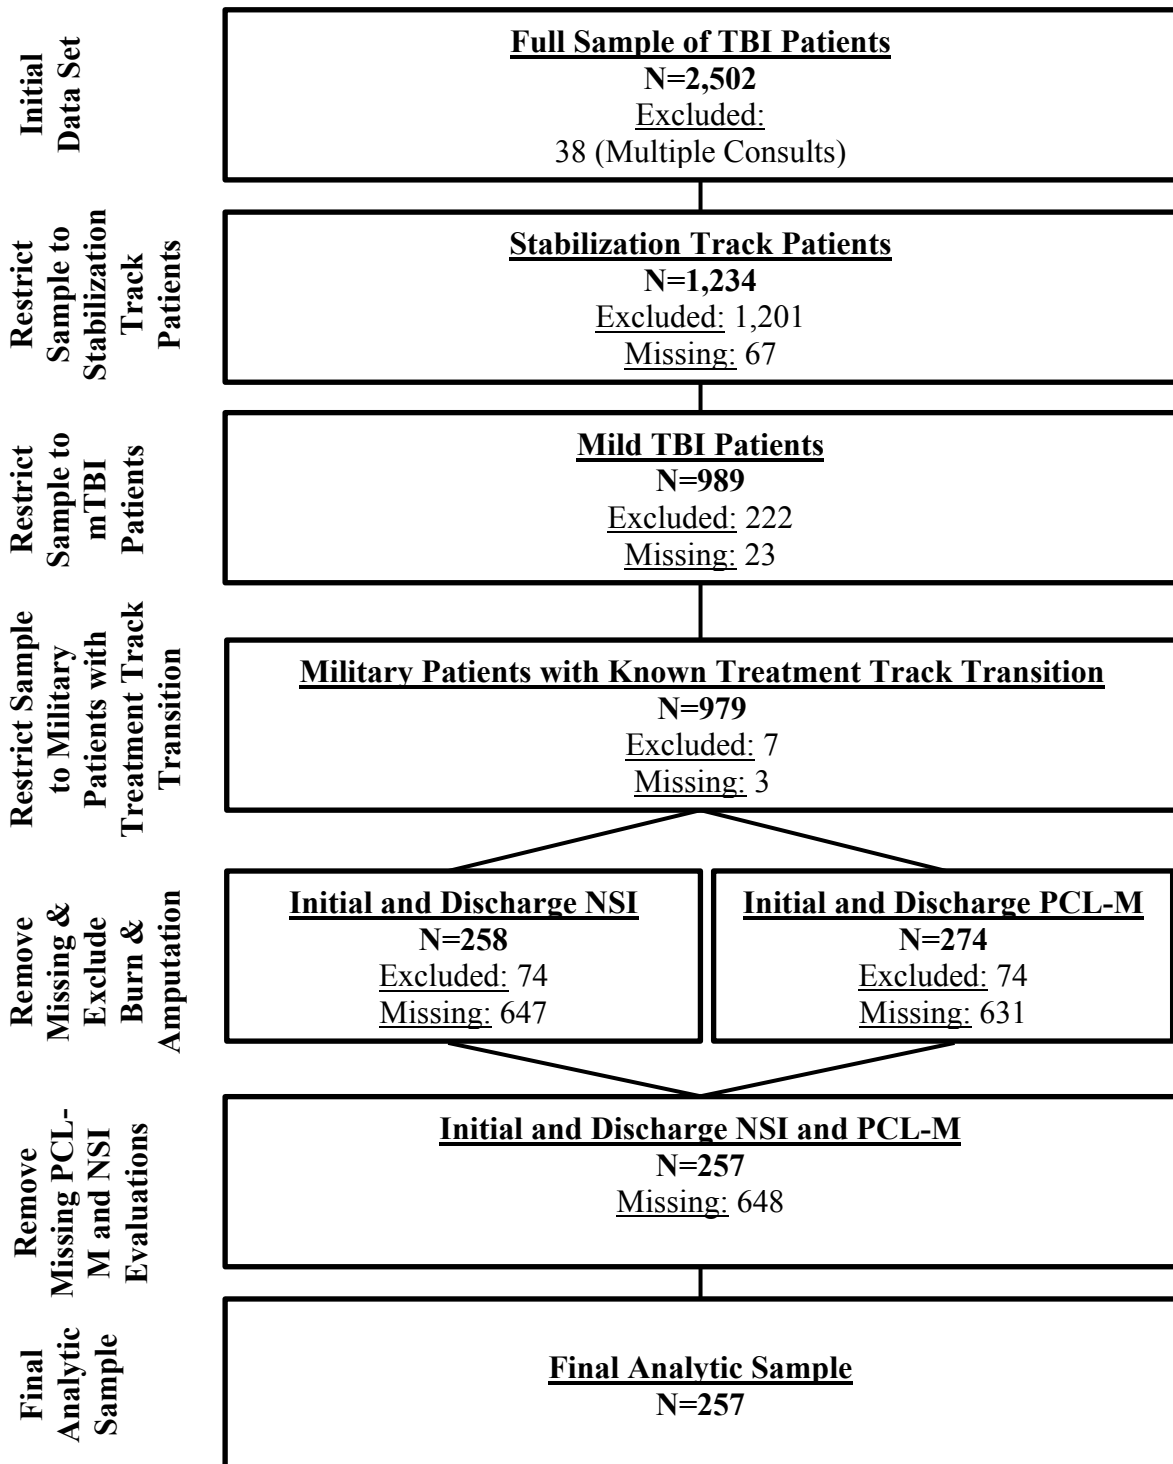 Initial
Data Set
Full Sample of TBI Patients
N=2,502
Excluded:
38 (Multiple Consults)
Restrict
Sample to
Stabilization
Track
Patients
Stabilization Track Patients
N=1,234
Excluded: 1,201
Missing: 67
Restrict
Sample to
mTBI
Patients
Mild TBI Patients
N=989
Excluded: 222
Missing: 23
Restrict Sample
to Military
Patients with
Treatment Track
Transition
Military Patients with Known Treatment Track Transition
N=979
Excluded: 7
Missing: 3
Remove
Missing &
Exclude
Burn &
Amputation
Initial and Discharge NSI
N=258
Excluded: 74
Missing: 647
Initial and Discharge PCL-M
N=274
Excluded: 74
Missing: 631
Remove
Missing PCL-
M and NSI
Evaluations
Initial and Discharge NSI and PCL-M
N=257
Missing: 648
Final
Analytic
Sample
Final Analytic Sample
N=257